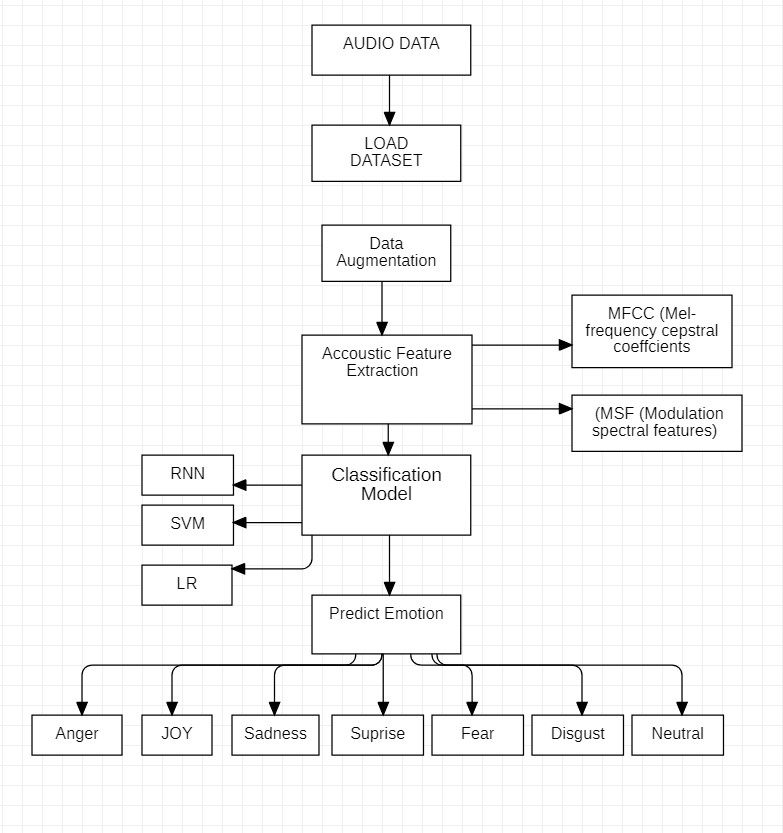 AUDIO DATA
LOAD
DATASET
Data
Augmentation
MFCC (Mel-
frequency cepstral
coeffcients
Accoustic Feature
Extraction
(MSF (Modulation
spectral features)
Classification
Model
RNN
SVM
LR
Predict Emotion
Anger
JOY
Sadness
Suprise
Fear
Disgust
Neutral